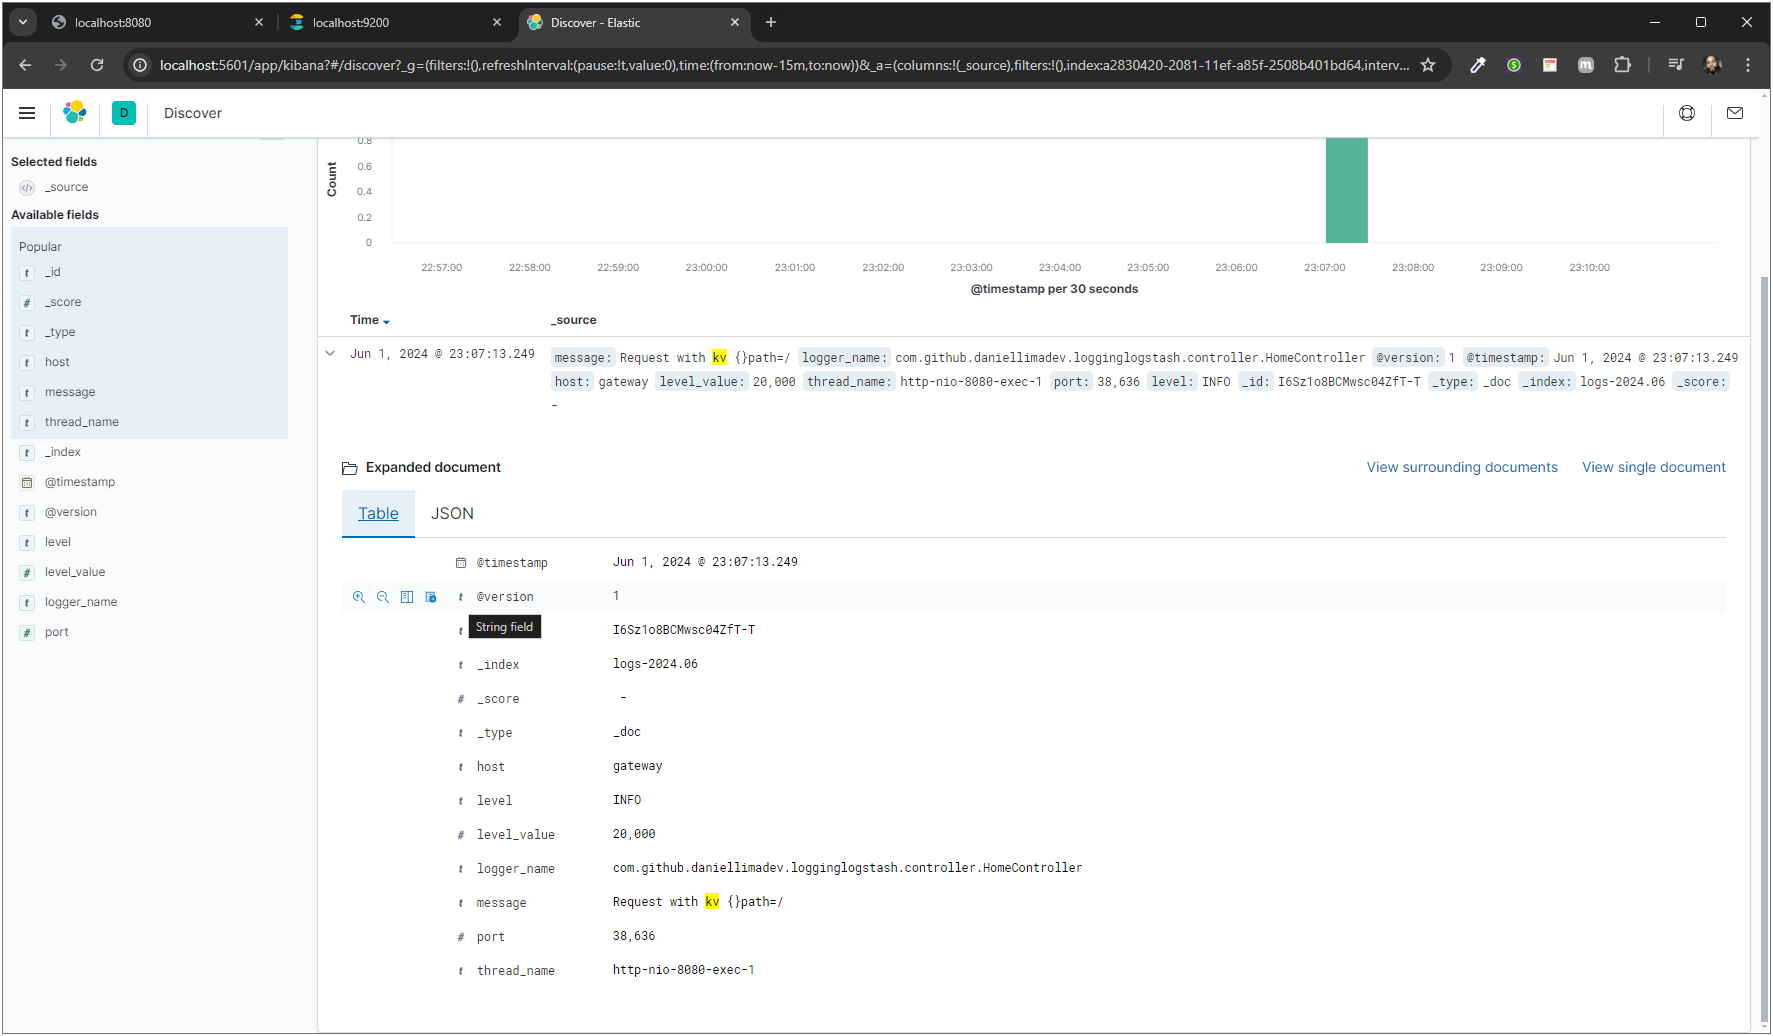 localhost:8080
localhost:9200
Discover - Elastic
localhost:5601/app/kibana?#/discover?_g=(filters:!(),refreshInterval:(pause:!t,value:0),time:(from:now-15m,to:now))&_a=(columns:!(_source),filters:!(),index:a2830420-2081-11ef-a85f-2508b401bd64,interv...
D
Discover
Selected fields
_source
Available fields
Popular
_id
_score
_type
host
message
thread_name
_index
@timestamp
@version
level
level_value
logger_name
port
Count
0.8
0.6
0.4
0.2
0
22:57:00 22:58:00 22:59:00 23:00:00 23:01:00 23:02:00 23:03:00 23:04:00 23:05:00 23:06:00 23:07:00 23:08:00 23:09:00 23:10:00
@timestamp per 30 seconds
Time _source
Jun 1, 2024 @ 23:07:13.249 message: Request with kv {}path=/ logger_name: com.github.daniellimadev.logginglogstash.controller.HomeController @version: 1 @timestamp: Jun 1, 2024 @ 23:07:13.249
host: gateway level_value: 20,000 thread_name: http-nio-8080-exec-1 port: 38,636 level: INFO _id: I6Sz1o8BCMwsc04ZfT-T _type: _doc _index: logs-2024.06 _score:
-
Expanded document View surrounding documents View single document
Table JSON
@timestamp Jun 1, 2024 @ 23:07:13.249
t @version 1
String field
t I6Sz1o8BCMwsc04ZfT-T
t _index logs-2024.06
# _score -
t _type _doc
t host gateway
t level INFO
# level_value 20,000
t logger_name com.github.daniellimadev.logginglogstash.controller.HomeController
t message Request with kv {}path=/
# port 38,636
t thread_name http-nio-8080-exec-1